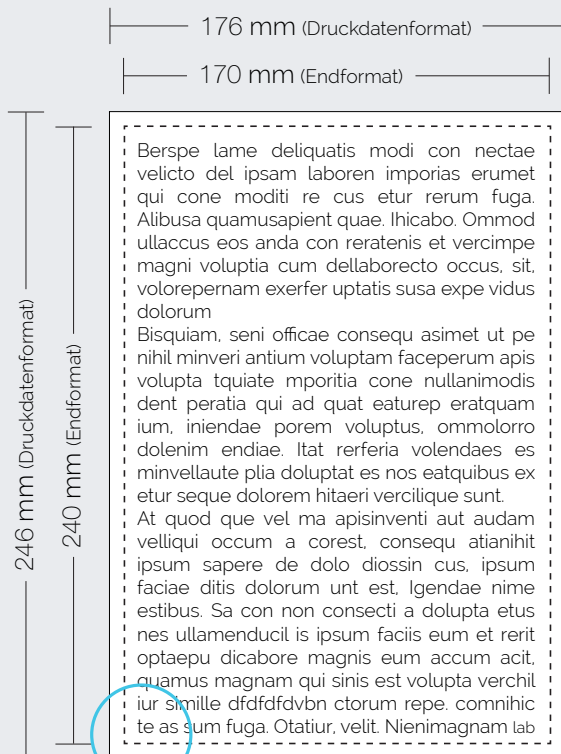 176 mm (Druckdatenformat)
170 mm (Endformat)
246 mm (Druckdatenformat)
240 mm (Endformat)
Berspe lame deliquatis modi con nectae
velicto del ipsam laboren imporias erumet
qui cone moditi re cus etur rerum fuga.
Alibusa quamusapient quae. Ihicabo. Ommod
ullaccus eos anda con reratenis et vercimpe
magni voluptia cum dellaborecto occus, sit,
volorepernam exerfer uptatis susa expe vidus
dolorum
Bisquiam, seni officae consequ asimet ut pe
nihil minveri antium voluptam faceperum apis
volupta tquiate mporitia cone nullanimodis
dent peratia qui ad quat eaturep eratquam
ium, iniendae porem voluptus, ommolorro
dolenim endiae. Itat rerferia volendaes es
minvellaute plia doluptat es nos eatquibus ex
etur seque dolorem hitaeri vercilique sunt.
At quod que vel ma apisinventi aut audam
velliqui occum a corest, consequ atianihit
ipsum sapere de dolo diossin cus, ipsum
faciae ditis dolorum unt est, Igendae nime
estibus. Sa con non consecti a dolupta etus
nes ullamenducil is ipsum faciis eum et rerit
optaepu dicabore magnis eum accum acit,
quamus magnam qui sinis est volupta verchil
iur simille dfdfdfdvbn ctorum repe. comnihic
te as sum fuga. Otatiur, velit. Nienimagnam lab